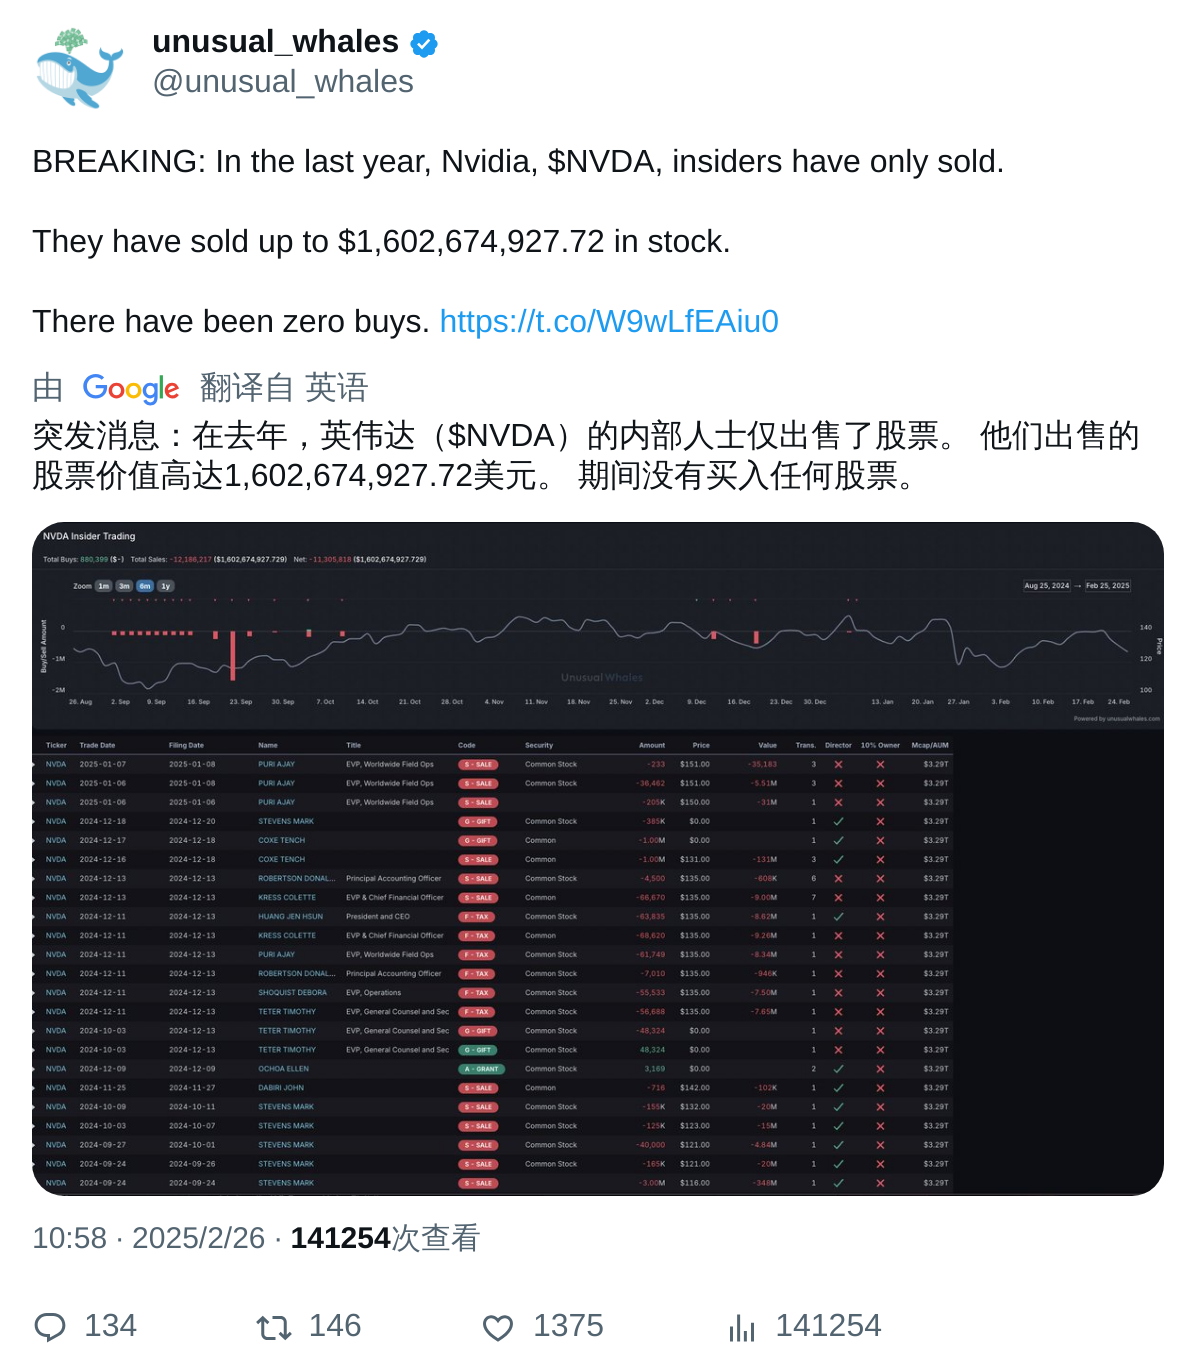 unusual_whales
@unusual_whales
BREAKING: In the last year, Nvidia, $NVDA, insiders have only sold.
They have sold up to $1,602,674,927.72 in stock.
There have been zero buys. https://t.co/W9wLfEAiu0
由 Google 翻译自 英语
突发消息：在去年，英伟达（$NVDA）的内部人士仅出售了股票。 他们出售的
股票价值高达1,602,674,927.72美元。 期间没有买入任何股票。
NVDA Insider Trading
Total Buys: 880,399 ($-) Total Sales: -12,186,217 ($1,602,674,927.729) Net: -11,305,818 ($1,602,674,927.729)
Zoom 1m 3m 6m 1y Aug 25, 2024 → Feb 25, 2025
Buy/Sell Amount
0
-1M
-2M
140
120
100
Price
Unusual Whales
26. Aug 2. Sep 9. Sep 16. Sep 23. Sep 30. Sep 7. Oct 14. Oct 21. Oct 28. Oct 4. Nov 11. Nov 18. Nov 25. Nov 2. Dec 9. Dec 16. Dec 23. Dec 30. Dec 13. Jan 20. Jan 27. Jan 3. Feb 10. Feb 17. Feb 24. Feb
Powered by unusualwhales.com
Ticker Trade Date Filing Date Name Title Code Security Amount Price Value Trans. Director 10% Owner Mcap/AUM
NVDA 2025-01-07 2025-01-08 PURI AJAY EVP, Worldwide Field Ops S - SALE Common Stock -233 $151.00 -35,183 3 $3.29T
NVDA 2025-01-06 2025-01-08 PURI AJAY EVP, Worldwide Field Ops S - SALE Common Stock -36,462 $151.00 -5.51M 3 $3.29T
NVDA 2025-01-06 2025-01-06 PURI AJAY EVP, Worldwide Field Ops S - SALE -205K $150.00 -31M 1 $3.29T
NVDA 2024-12-18 2024-12-20 STEVENS MARK G - GIFT Common Stock -385K $0.00 1 $3.29T
NVDA 2024-12-17 2024-12-18 COXE TENCH G - GIFT Common -1.00M $0.00 1 $3.29T
NVDA 2024-12-16 2024-12-18 COXE TENCH S - SALE Common -1.00M $131.00 -131M 3 $3.29T
NVDA 2024-12-13 2024-12-13 ROBERTSON DONAL... Principal Accounting Officer S - SALE Common Stock -4,500 $135.00 -608K 6 $3.29T
NVDA 2024-12-13 2024-12-13 KRESS COLETTE EVP & Chief Financial Officer S - SALE Common -66,670 $135.00 -9.00M 7 $3.29T
NVDA 2024-12-11 2024-12-13 HUANG JEN HSUN President and CEO F - TAX Common Stock -63,835 $135.00 -8.62M 1 $3.29T
NVDA 2024-12-11 2024-12-13 KRESS COLETTE EVP & Chief Financial Officer F - TAX Common -68,620 $135.00 -9.26M 1 $3.29T
NVDA 2024-12-11 2024-12-13 PURI AJAY EVP, Worldwide Field Ops F - TAX Common Stock -61,749 $135.00 -8.34M 1 $3.29T
NVDA 2024-12-11 2024-12-13 ROBERTSON DONAL... Principal Accounting Officer F - TAX Common Stock -7,010 $135.00 -946K 1 $3.29T
NVDA 2024-12-11 2024-12-13 SHOQUIST DEBORA EVP, Operations F - TAX Common Stock -55,533 $135.00 -7.50M 1 $3.29T
NVDA 2024-12-11 2024-12-13 TETER TIMOTHY EVP, General Counsel and Sec F - TAX Common Stock -56,688 $135.00 -7.65M 1 $3.29T
NVDA 2024-10-03 2024-12-13 TETER TIMOTHY EVP, General Counsel and Sec G - GIFT Common Stock -48,324 $0.00 1 $3.29T
NVDA 2024-10-03 2024-12-13 TETER TIMOTHY EVP, General Counsel and Sec G - GIFT Common Stock 48,324 $0.00 1 $3.29T
NVDA 2024-12-09 2024-12-09 OCHOA ELLEN A - GRANT Common Stock 3,169 $0.00 2 $3.29T
NVDA 2024-11-25 2024-11-27 DABIRI JOHN S - SALE Common -716 $142.00 -102K 1 $3.29T
NVDA 2024-10-09 2024-10-11 STEVENS MARK S - SALE Common Stock -155K $132.00 -20M 1 $3.29T
NVDA 2024-10-03 2024-10-07 STEVENS MARK S - SALE Common Stock -125K $123.00 -15M 1 $3.29T
NVDA 2024-09-27 2024-10-01 STEVENS MARK S - SALE Common Stock -40,000 $121.00 -4.84M 1 $3.29T
NVDA 2024-09-24 2024-09-26 STEVENS MARK S - SALE Common Stock -165K $121.00 -20M 1 $3.29T
NVDA 2024-09-24 2024-09-24 STEVENS MARK S - SALE -3.00M $116.00 -348M 1 $3.29T
10:58 · 2025/2/26 · 141254次查看
134 146 1375 141254